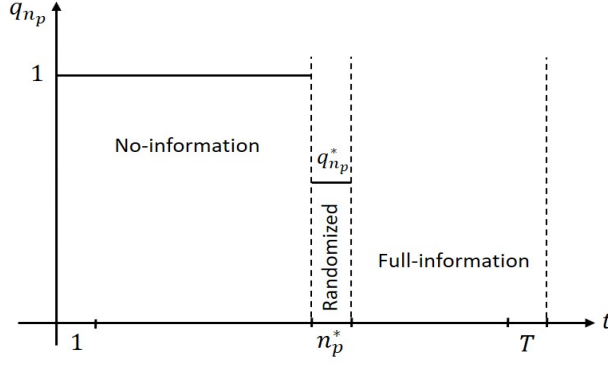 q_{n_p}
1
No-information
q^*_{n_p}
Randomized
Full-information
t
1
n^*_p
T